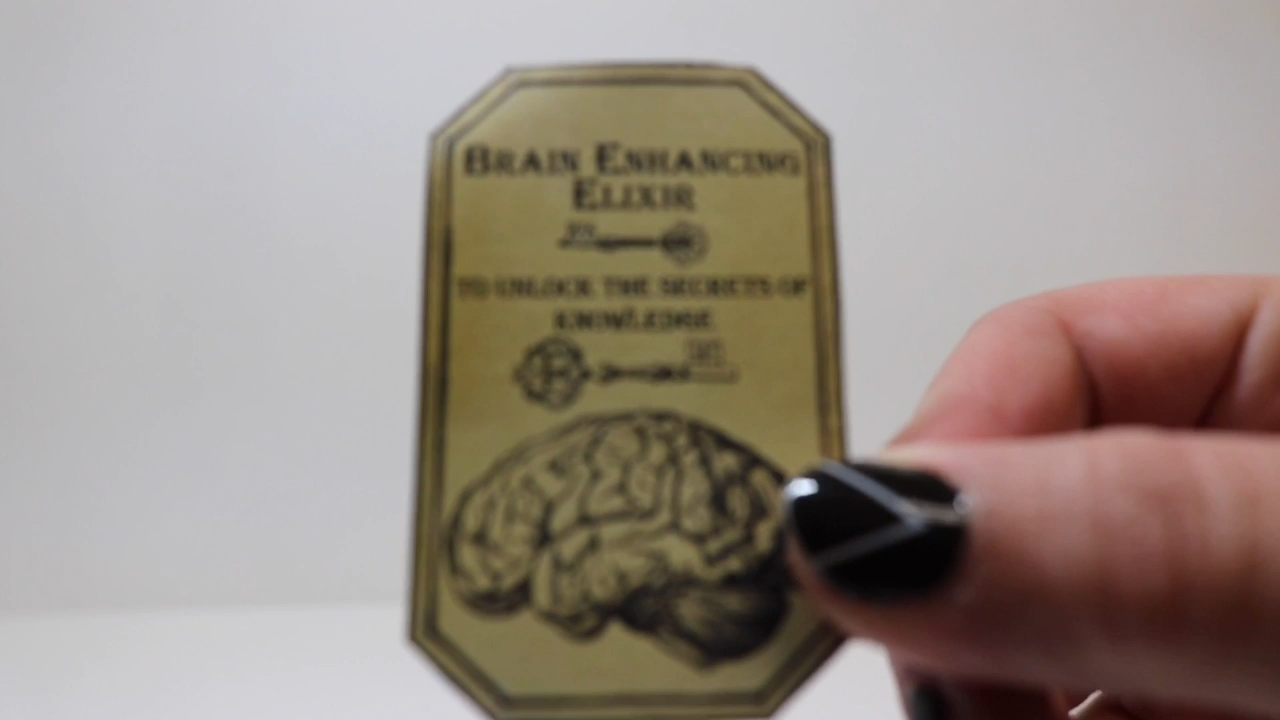 BRAIN ENHANCING
ELIXIR
TO UNLOCK THE SECRETS OF
KNOWLEDGE